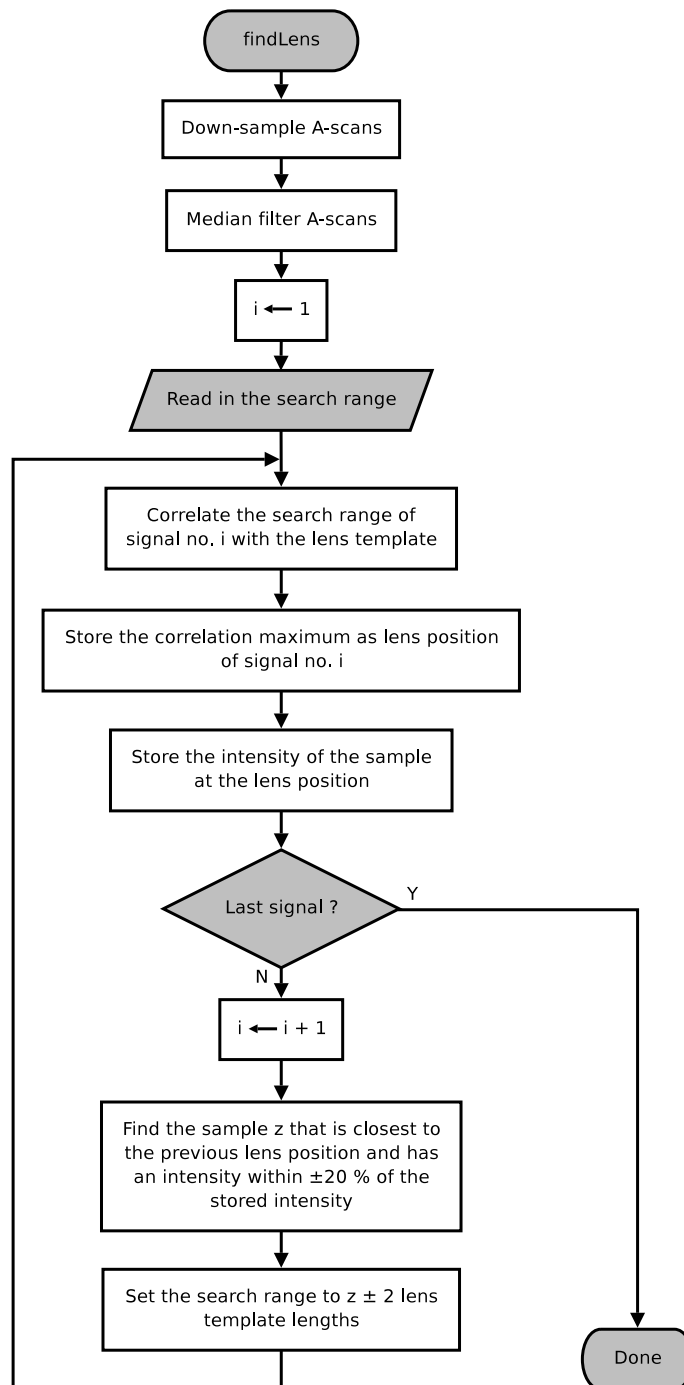 findLens
Down-sample A-scans
Median filter A-scans
i ← 1
Read in the search range
Correlate the search range of
signal no. i with the lens template
Store the correlation maximum as lens position
of signal no. i
Store the intensity of the sample
at the lens position
Last signal ?
Y
N
i ← i + 1
Find the sample z that is closest to
the previous lens position and has
an intensity within ±20 % of the
stored intensity
Set the search range to z ± 2 lens
template lengths
Done